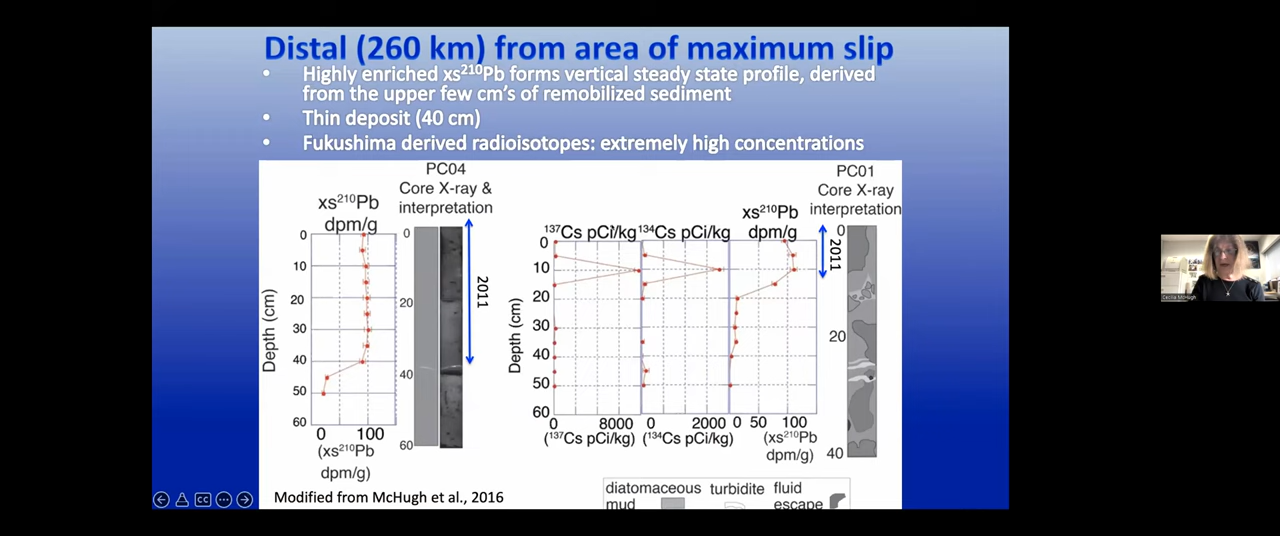 Distal (260 km) from area of maximum slip
• Highly enriched xs²¹⁰Pb forms vertical steady state profile, derived
from the upper few cm's of remobilized sediment
• Thin deposit (40 cm)
• Fukushima derived radioisotopes: extremely high concentrations
PC04
Core X-ray &
interpretation
xs²¹⁰Pb
dpm/g
0
10
20
30
40
50
60
Depth (cm)
0 100
(xs²¹⁰Pb
dpm/g)
0
20
40
60
2011
¹³⁷Cs pCi/kg
¹³⁴Cs pCi/kg
xs²¹⁰Pb
dpm/g
0
10
20
30
40
50
60
Depth (cm)
0 8000
(¹³⁷Cs pCi/kg)
0 2000
(¹³⁴Cs pCi/kg)
0 50 100
(xs²¹⁰Pb
dpm/g)
PC01
Core X-ray
interpretation
2011
0
20
40
diatomaceous
mud
turbidite
fluid
escape
Modified from McHugh et al., 2016
CC
Cecilia McHugh